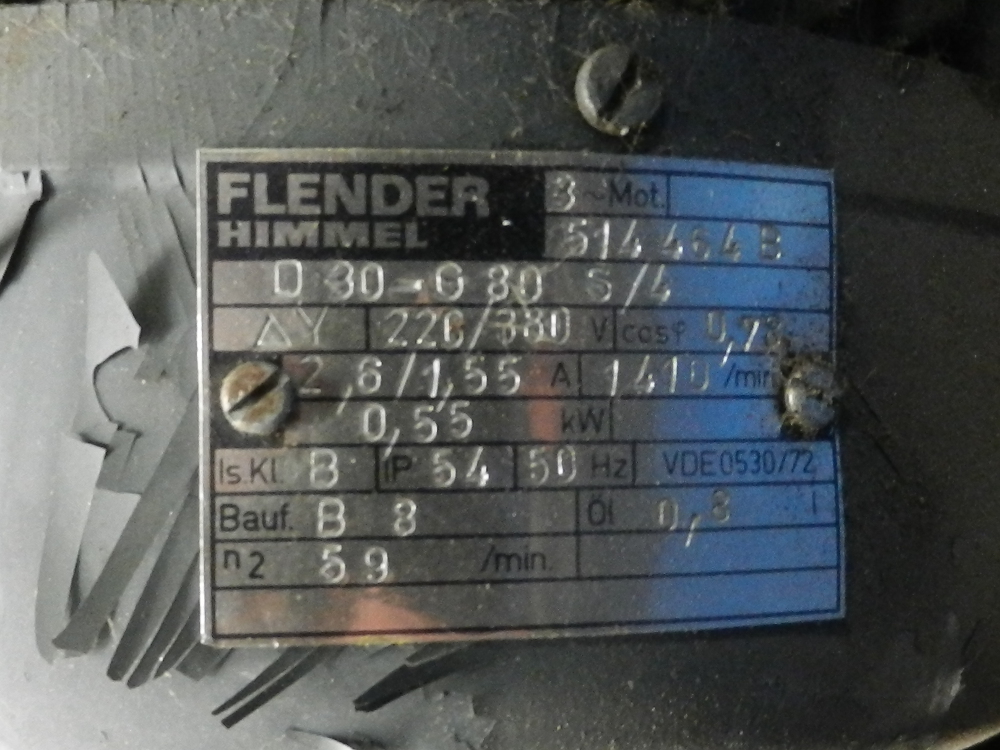 FLENDER 3 ~ Mot.
HIMMEL 514 464 B
D 30 - G 80 S/4
ΔY 220/380 V cosφ 0,73
2,6/1,55 A 1410 /min
0,55 kW
Is.Kl. B IP 54 50 Hz VDE0530/72
Bauf. B 8 Öl 0,8 l
n2 59 /min.